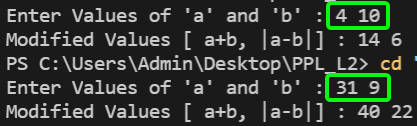 Enter Values of 'a' and 'b' : 4 10
Modified Values [ a+b, |a-b|] : 14 6
PS C:\Users\Admin\Desktop\PPL_L2> cd "
Enter Values of 'a' and 'b' : 31 9
Modified Values [ a+b, |a-b|] : 40 22